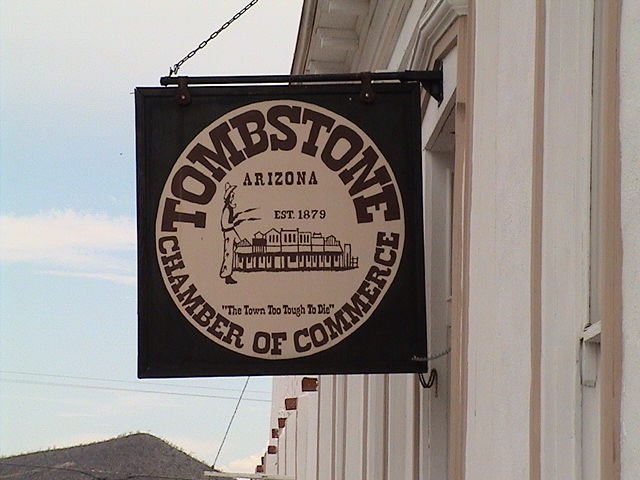 TOMBSTONE
ARIZONA
EST. 1879
"The Town Too Tough To Die"
CHAMBER OF COMMERCE